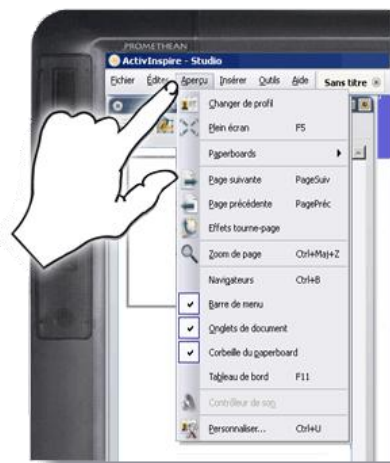 PROMETHEAN
ActivInspire - Studio
Fichier Éditer Aperçu Insérer Outils Aide Sans titre
Changer de profil
Plein écran F5
Paperboards
Page suivante PageSuiv
Page précédente PagePréc
Effets tourne-page
Zoom de page Ctrl+Maj+Z
Navigateurs Ctrl+B
Barre de menu
Onglets de document
Corbeille du paperboard
Tableau de bord F11
Contrôleur de son
Personnaliser... Ctrl+U